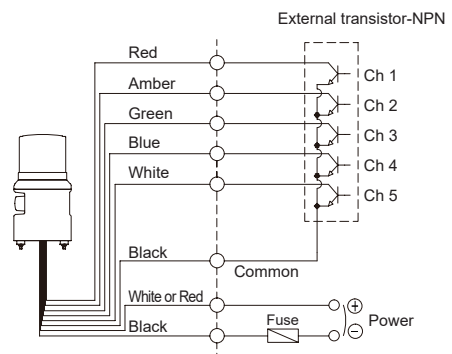 External transistor-NPN
Red
Ch 1
Amber
Ch 2
Green
Ch 3
Blue
Ch 4
White
Ch 5
Black
Common
White or Red
+
Fuse
Power
Black
−